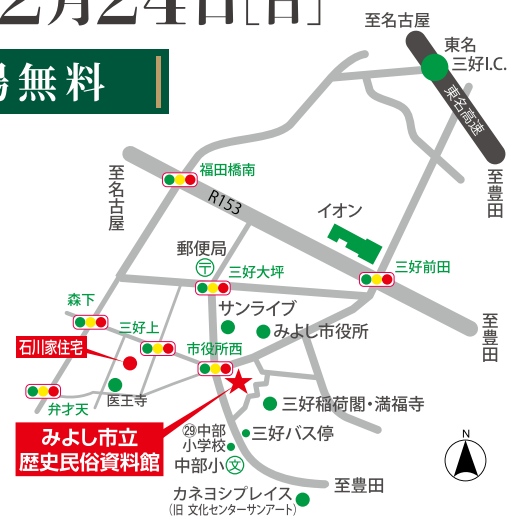 2月24日[日]
場無料
至名古屋
東名
三好I.C.
東名高速
至豊田
至名古屋
福田橋南
R153
イオン
郵便局
〒
三好大坪
三好前田
森下
三好上
サンライブ
みよし市役所
至豊田
石川家住宅
市役所西
弁才天
医王寺
三好稲荷閣・満福寺
みよし市立
歴史民俗資料館
㉙中部
小学校
三好バス停
中部小
文
カネヨシプレイス
(旧 文化センターサンアート)
至豊田
N